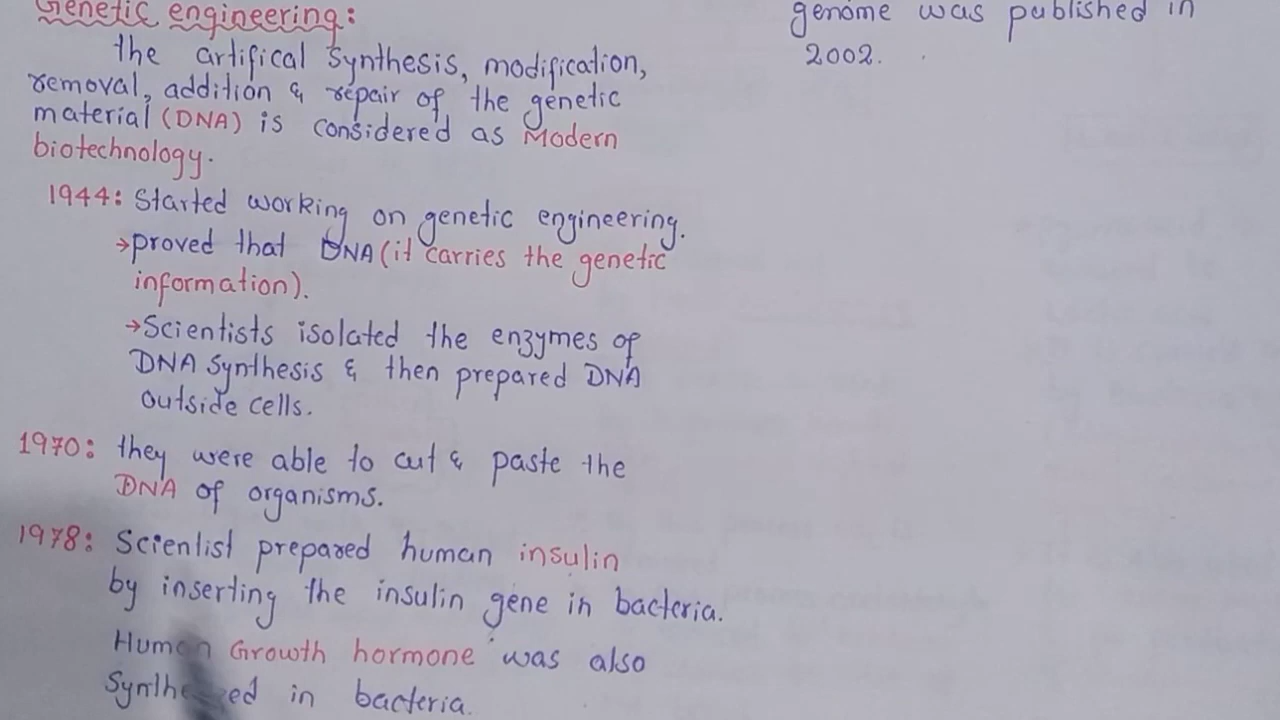 Genetic engineering:
the artifical synthesis, modification,
removal, addition & repair of the genetic
material (DNA) is considered as Modern
biotechnology.
1944: Started working on genetic engineering.
→proved that DNA (it carries the genetic
information).
→Scientists isolated the enzymes of
DNA Synthesis & then prepared DNA
outside cells.
1970: they were able to cut & paste the
DNA of organisms.
1978: Scientist prepared human insulin
by inserting the insulin gene in bacteria.
Human Growth hormone was also
in bacteria.
genome was published in
2002.